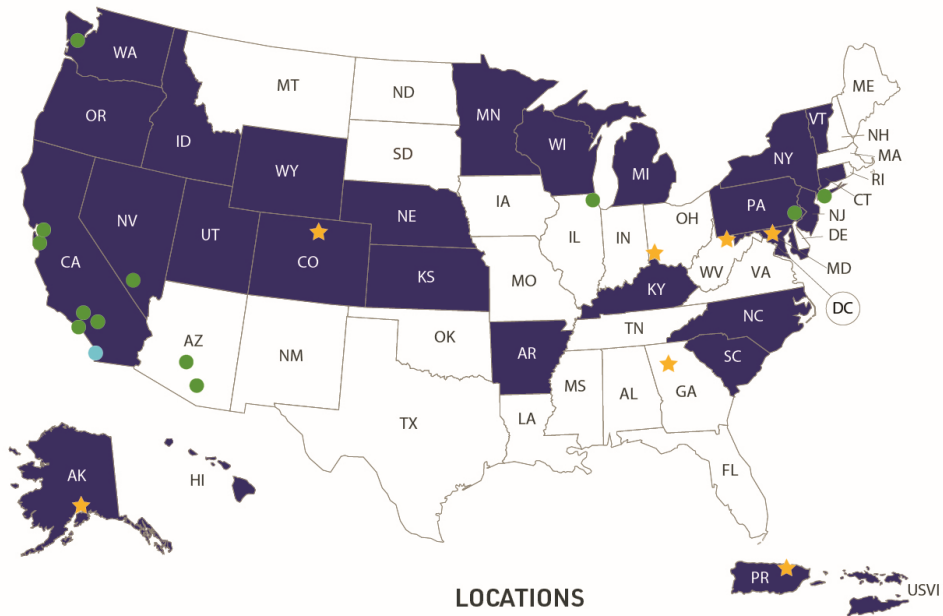 WA
MT
ND
ME
OR
ID
MN
VT
NH
SD
WI
NY
MA
WY
MI
RI
IA
CT
NE
PA
NV
OH
NJ
UT
IL
IN
DE
CA
CO
KS
MO
WV
VA
MD
KY
DC
NC
AZ
OK
TN
NM
AR
SC
MS
AL
GA
TX
LA
FL
AK
HI
PR
USVI
LOCATIONS